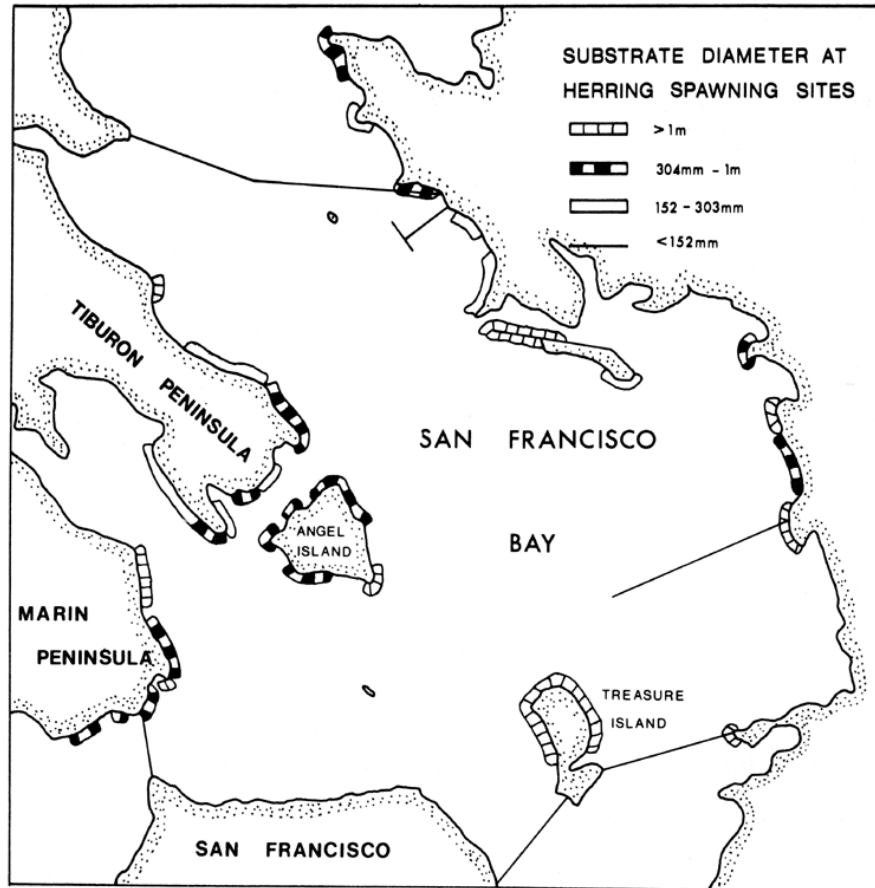 SUBSTRATE DIAMETER AT
HERRING SPAWNING SITES
>1m
304mm - 1m
152 - 303mm
<152mm
TIBURON PENINSULA
SAN FRANCISCO
BAY
ANGEL
ISLAND
MARIN
PENINSULA
TREASURE
ISLAND
SAN FRANCISCO